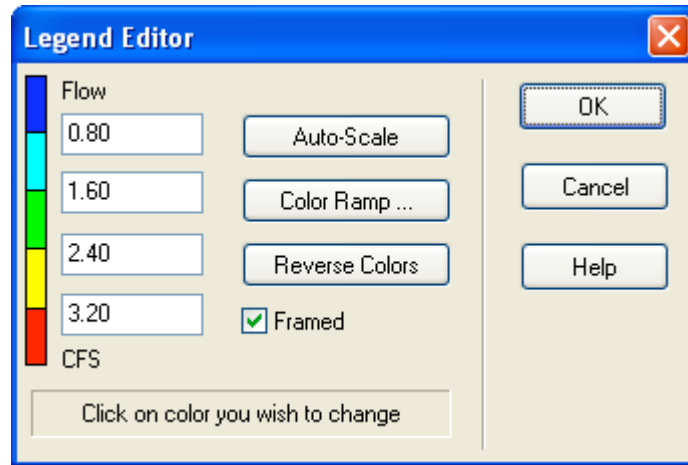 Legend Editor
Flow
0.80
1.60
2.40
3.20
CFS
Auto-Scale
Color Ramp ...
Reverse Colors
Framed
Click on color you wish to change
OK
Cancel
Help